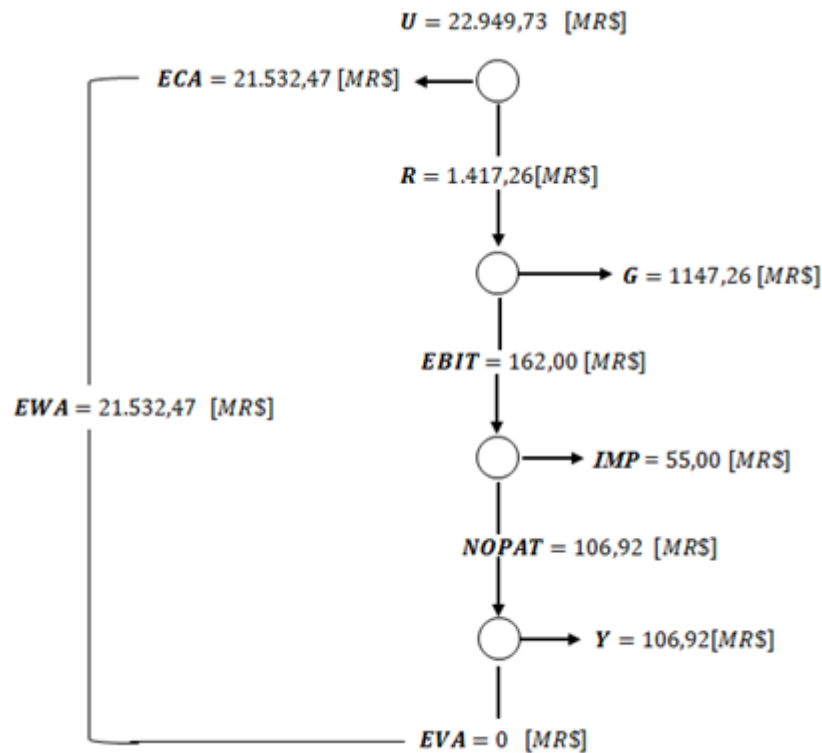 U = 22.949,73 [MR$]
ECA = 21.532,47 [MR$]
R = 1.417,26[MR$]
G = 1147,26 [MR$]
EBIT = 162,00 [MR$]
EWA = 21.532,47 [MR$]
IMP = 55,00 [MR$]
NOPAT = 106,92 [MR$]
Y = 106,92[MR$]
EVA = 0 [MR$]